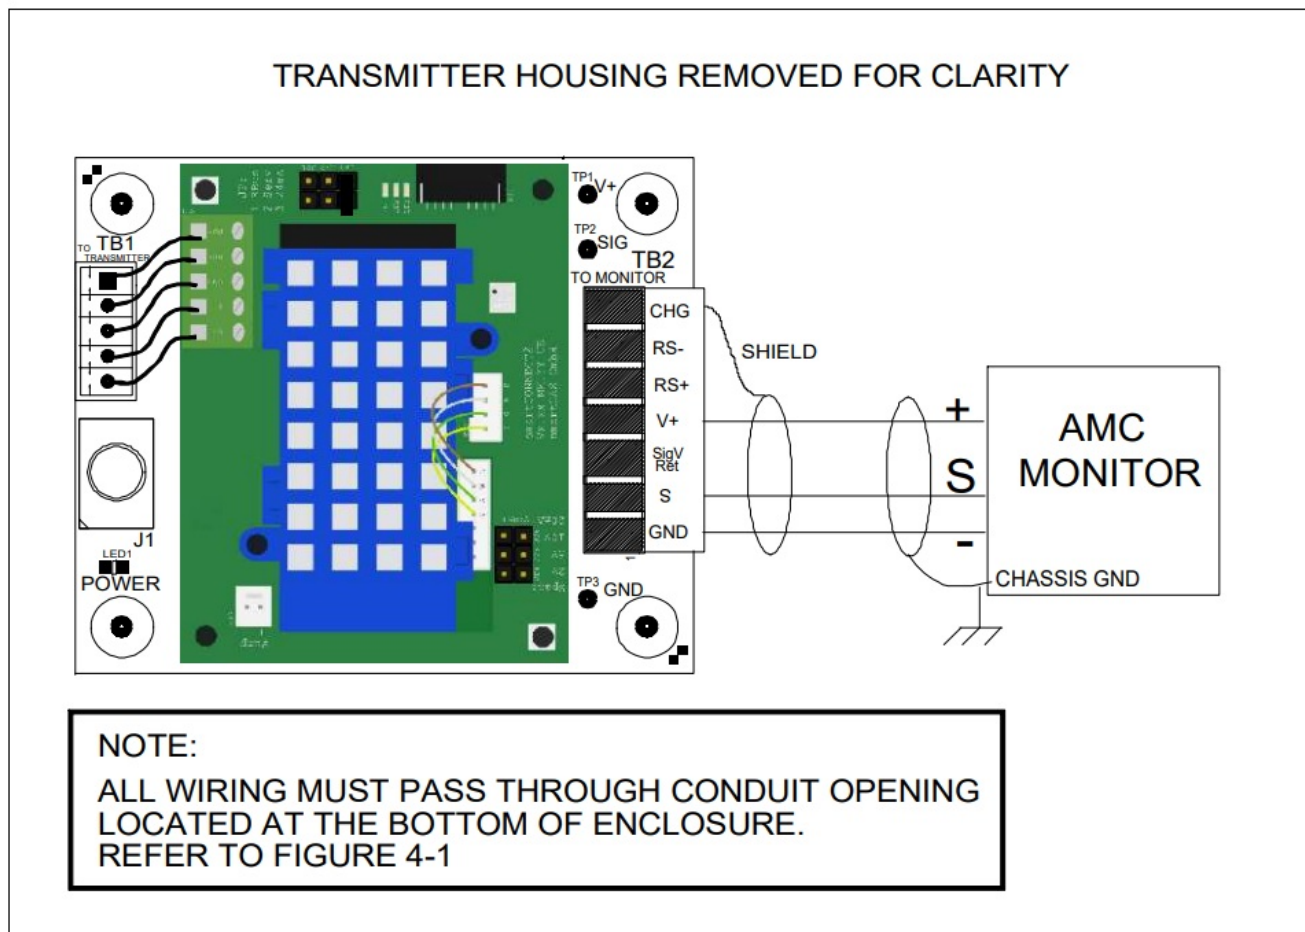 TRANSMITTER HOUSING REMOVED FOR CLARITY
TP1
V+
TP2
SIG
TB1
TO
TRANSMITTER
TB2
TO MONITOR
CHG
RS-
RS+
V+
SigV
Ret
S
GND
1
SHIELD
+
S
-
AMC
MONITOR
CHASSIS GND
J1
LED1
POWER
TP3
GND
NOTE:
ALL WIRING MUST PASS THROUGH CONDUIT OPENING
LOCATED AT THE BOTTOM OF ENCLOSURE.
REFER TO FIGURE 4-1